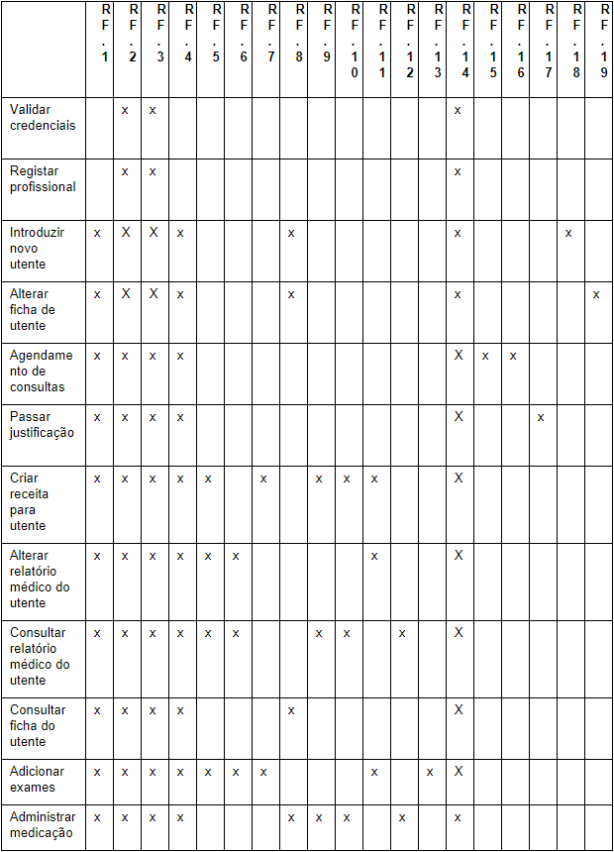 RF.1 RF.2 RF.3 RF.4 RF.5 RF.6 RF.7 RF.8 RF.9 RF.10 RF.11 RF.12 RF.13 RF.14 RF.15 RF.16 RF.17 RF.18 RF.19
Validar x x x
credenciais
Registar x x x
profissional
Introduzir x X X x x x x
novo
utente
Alterar x X X x x x x
ficha de
utente
Agendame x x x x X x x
nto de
consultas
Passar x x x x X x
justificação
Criar x x x x x x x x x X
receita
para
utente
Alterar x x x x x x x X
relatório
médico do
utente
Consultar x x x x x x x x x X
relatório
médico do
utente
Consultar x x x x x X
ficha do
utente
Adicionar x x x x x x x x x X
exames
Administrar x x x x x x x x x
medicação